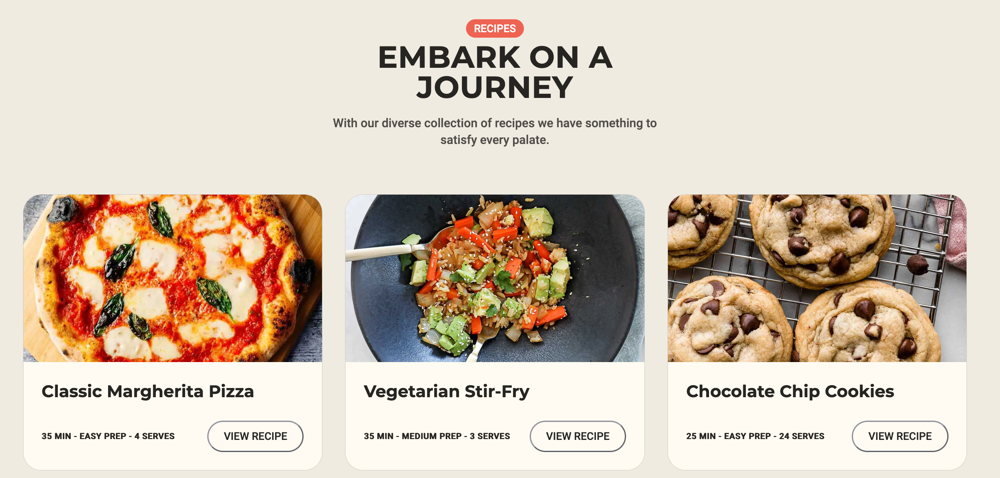 RECIPES
EMBARK ON A
JOURNEY
With our diverse collection of recipes we have something to
satisfy every palate.
Classic Margherita Pizza
35 MIN - EASY PREP - 4 SERVES
VIEW RECIPE
Vegetarian Stir-Fry
35 MIN - MEDIUM PREP - 3 SERVES
VIEW RECIPE
Chocolate Chip Cookies
25 MIN - EASY PREP - 24 SERVES
VIEW RECIPE